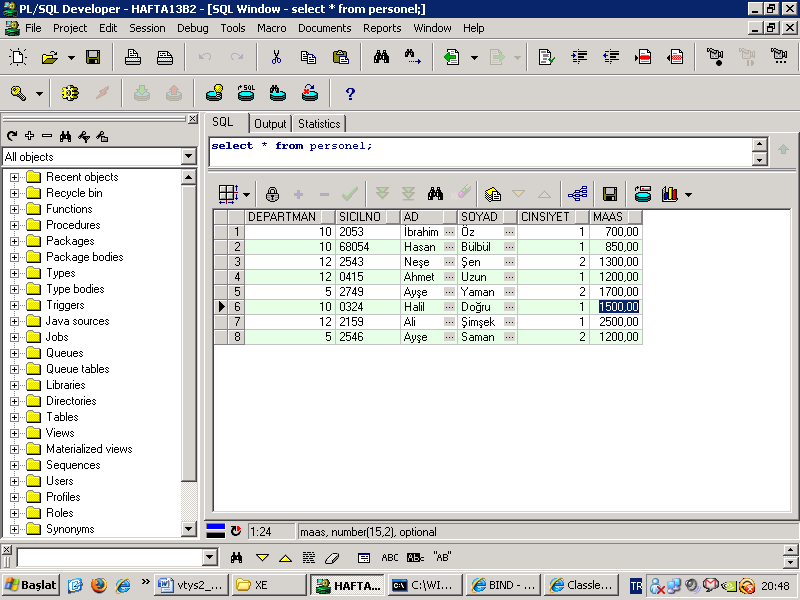 PL/SQL Developer - HAFTA13B2 - [SQL Window - select * from personel;]
File Project Edit Session Debug Tools Macro Documents Reports Window Help
SQL Output Statistics
All objects
select * from personel;
Recent objects
Recycle bin
Functions
Procedures
Packages
Package bodies
Types
Type bodies
Triggers
Java sources
Jobs
Queues
Queue tables
Libraries
Directories
Tables
Views
Materialized views
Sequences
Users
Profiles
Roles
Synonyms
DEPARTMAN SICILNO AD SOYAD CINSIYET MAAS
1 10 2053 İbrahim Öz 1 700,00
2 10 68054 Hasan Bülbül 1 850,00
3 12 2543 Neşe Şen 2 1300,00
4 12 0415 Ahmet Uzun 1 1200,00
5 5 2749 Ayşe Yaman 2 1700,00
6 10 0324 Halil Doğru 1 1500,00
7 12 2159 Ali Şimşek 1 2500,00
8 5 2546 Ayşe Saman 2 1200,00
1:24 maas, number(15,2), optional
ABC ABc "AB"
Başlat vtys2_... XE HAFTA... C:\WI... BIND - ... Classle... TR 20:48